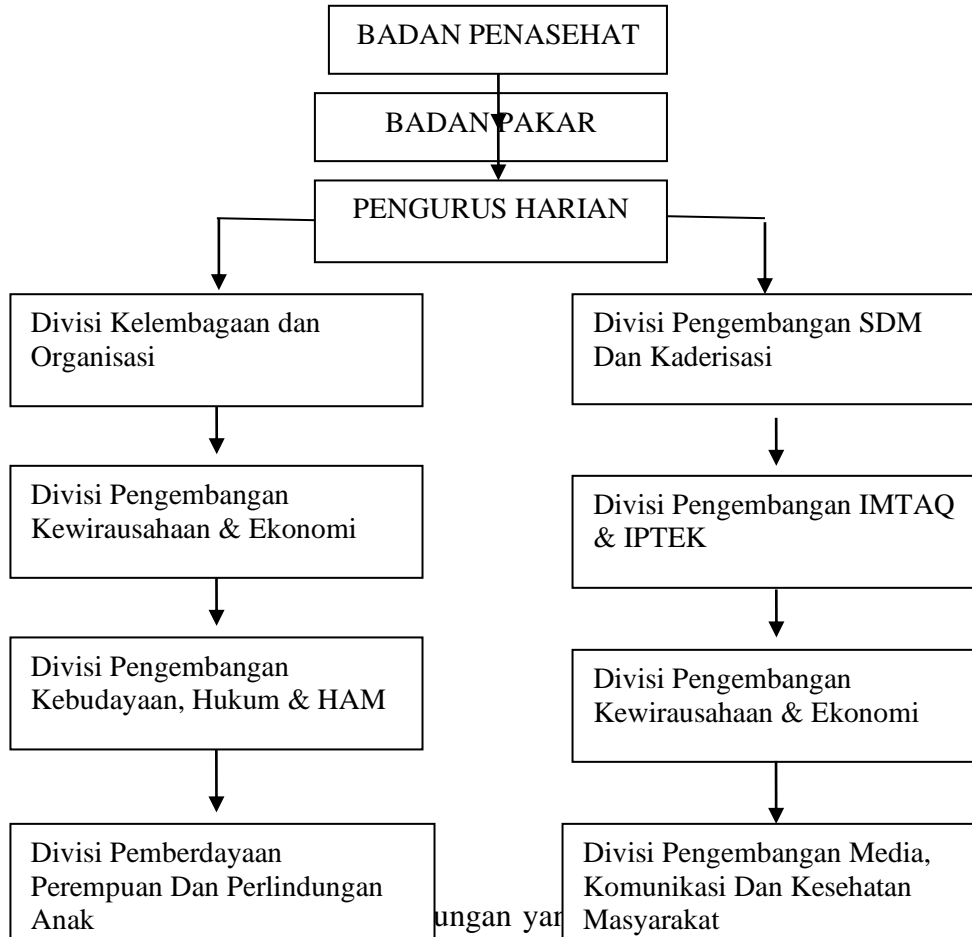 BADAN PENASEHAT
BADAN PAKAR
PENGURUS HARIAN
Divisi Kelembagaan dan
Organisasi
Divisi Pengembangan SDM
Dan Kaderisasi
Divisi Pengembangan
Kewirausahaan & Ekonomi
Divisi Pengembangan IMTAQ
& IPTEK
Divisi Pengembangan
Kebudayaan, Hukum & HAM
Divisi Pengembangan
Kewirausahaan & Ekonomi
Divisi Pemberdayaan
Perempuan Dan Perlindungan
Anak
Divisi Pengembangan Media,
Komunikasi Dan Kesehatan
Masyarakat